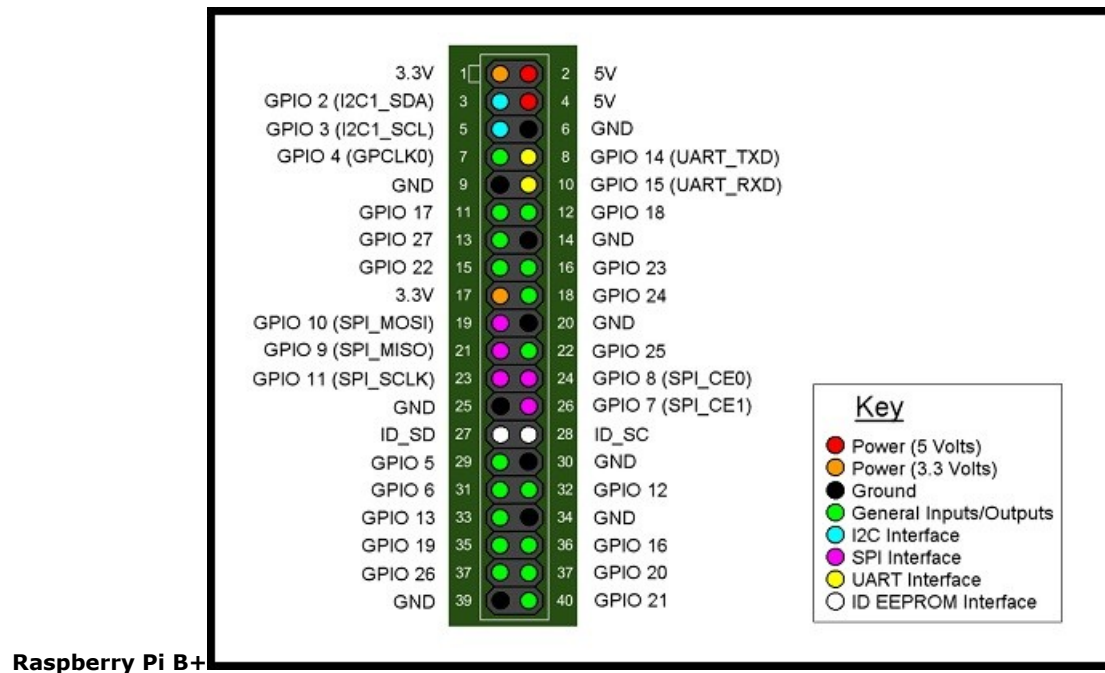 3.3V 1 2 5V
GPIO 2 (I2C1_SDA) 3 4 5V
GPIO 3 (I2C1_SCL) 5 6 GND
GPIO 4 (GPCLK0) 7 8 GPIO 14 (UART_TXD)
GND 9 10 GPIO 15 (UART_RXD)
GPIO 17 11 12 GPIO 18
GPIO 27 13 14 GND
GPIO 22 15 16 GPIO 23
3.3V 17 18 GPIO 24
GPIO 10 (SPI_MOSI) 19 20 GND
GPIO 9 (SPI_MISO) 21 22 GPIO 25
GPIO 11 (SPI_SCLK) 23 24 GPIO 8 (SPI_CE0)
GND 25 26 GPIO 7 (SPI_CE1)
ID_SD 27 28 ID_SC
GPIO 5 29 30 GND
GPIO 6 31 32 GPIO 12
GPIO 13 33 34 GND
GPIO 19 35 36 GPIO 16
GPIO 26 37 37 GPIO 20
GND 39 40 GPIO 21
Key
Power (5 Volts)
Power (3.3 Volts)
Ground
General Inputs/Outputs
I2C Interface
SPI Interface
UART Interface
ID EEPROM Interface
Raspberry Pi B+